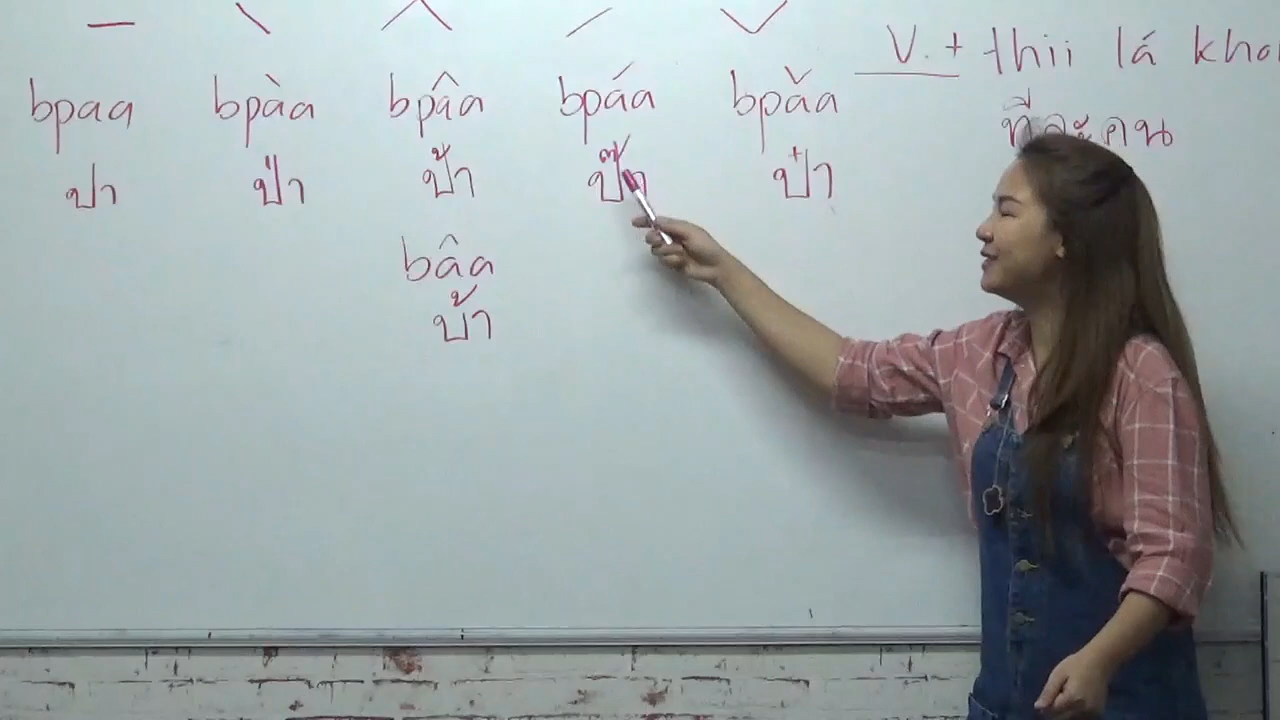 bpaa bpàa bpâa bpáa bpǎa
ปา ป่า ป้า ป๊า ป๋า
bâa
บ้า
V. + thii lá kho
ทีละคน